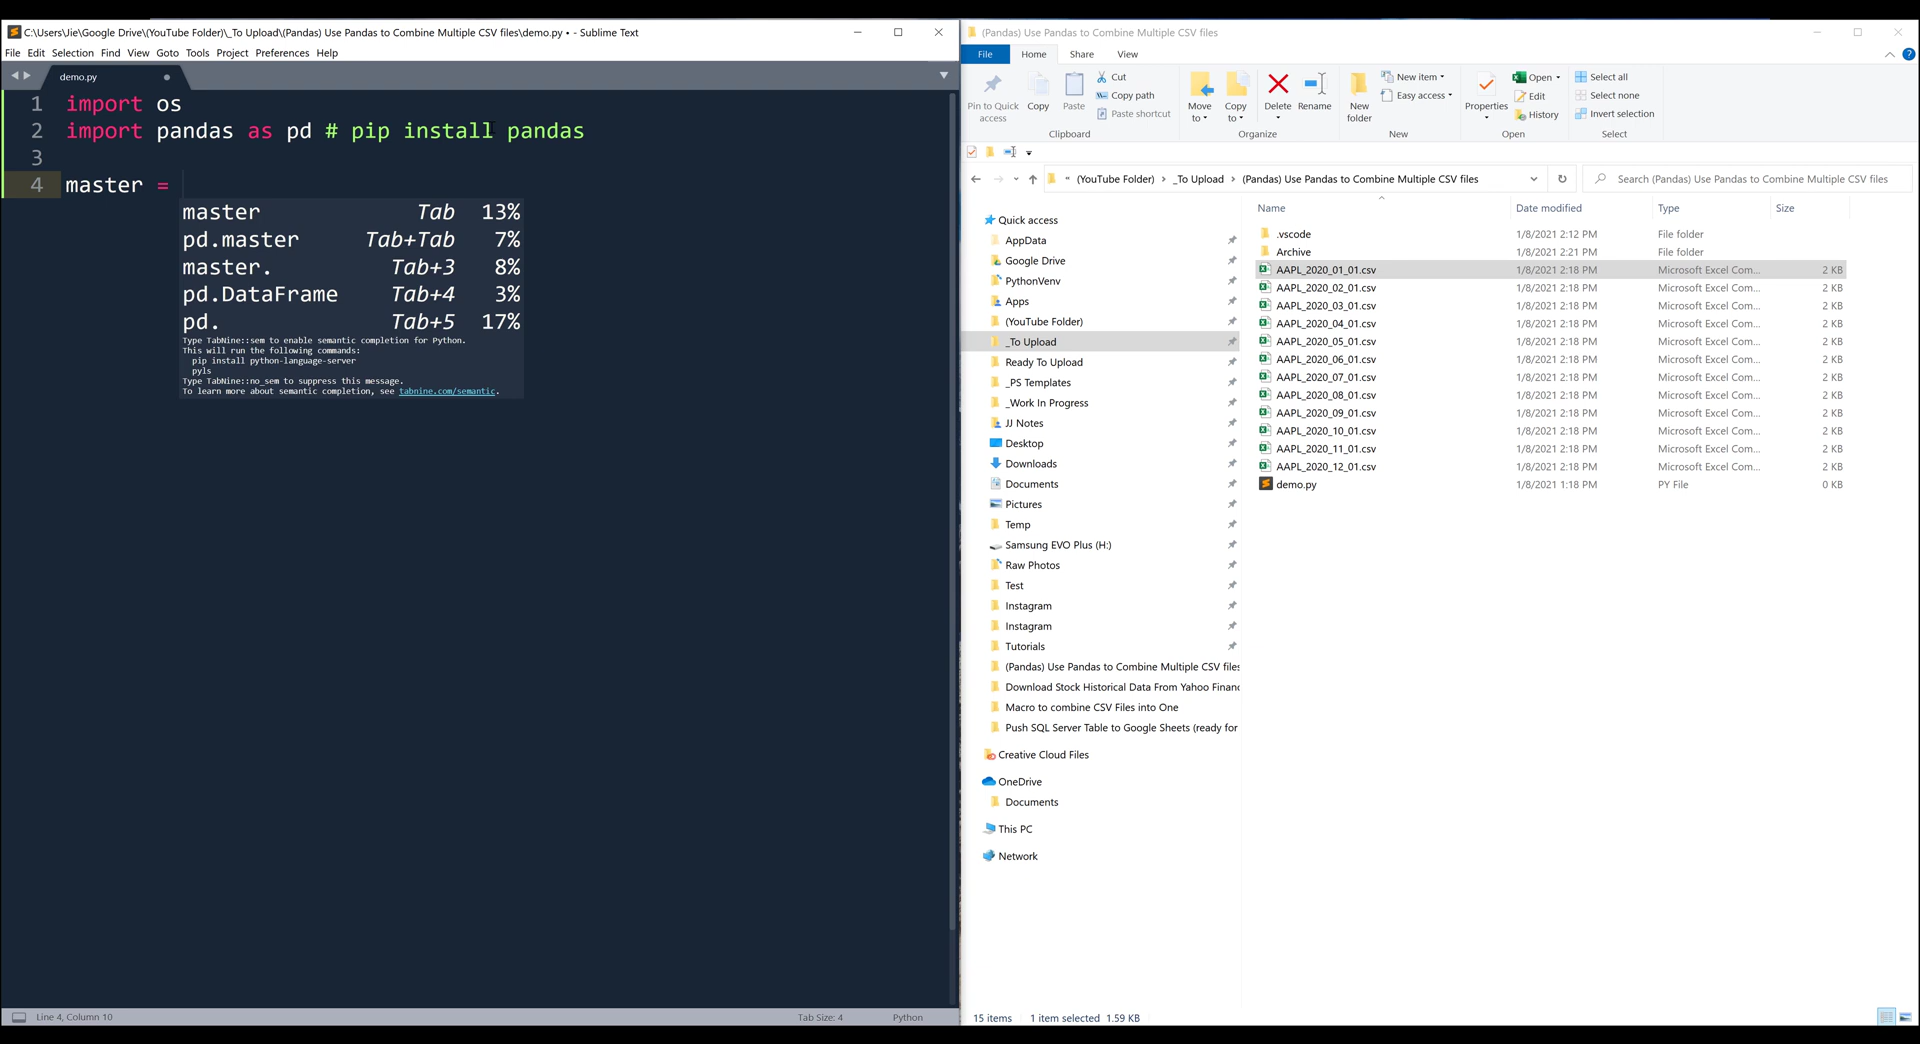 C:\Users\Jie\Google Drive\(YouTube Folder)\_To Upload\(Pandas) Use Pandas to Combine Multiple CSV files\demo.py • - Sublime Text
File Edit Selection Find View Goto Tools Project Preferences Help
demo.py
1 import os
2 import pandas as pd # pip install pandas
3
4 master =
master Tab 13%
pd.master Tab+Tab 7%
master. Tab+3 8%
pd.DataFrame Tab+4 3%
pd. Tab+5 17%
Type TabNine::sem to enable semantic completion for Python.
This will run the following commands:
pip install python-language-server
pyls
Type TabNine::no_sem to suppress this message.
To learn more about semantic completion, see tabnine.com/semantic.
Line 4, Column 10 Tab Size: 4 Python
(Pandas) Use Pandas to Combine Multiple CSV files
File Home Share View
Pin to Quick access
Copy
Paste
Cut
Copy path
Paste shortcut
Clipboard
Move to
Copy to
Delete
Rename
Organize
New folder
New item
Easy access
New
Properties
Open
Edit
History
Open
Select all
Select none
Invert selection
Select
« (YouTube Folder) › _To Upload › (Pandas) Use Pandas to Combine Multiple CSV files
Search (Pandas) Use Pandas to Combine Multiple CSV files
Quick access
AppData
Google Drive
PythonVenv
Apps
(YouTube Folder)
_To Upload
Ready To Upload
_PS Templates
_Work In Progress
JJ Notes
Desktop
Downloads
Documents
Pictures
Temp
Samsung EVO Plus (H:)
Raw Photos
Test
Instagram
Instagram
Tutorials
(Pandas) Use Pandas to Combine Multiple CSV files
Download Stock Historical Data From Yahoo Financ
Macro to combine CSV Files into One
Push SQL Server Table to Google Sheets (ready for
Creative Cloud Files
OneDrive
Documents
This PC
Network
Name Date modified Type Size
.vscode 1/8/2021 2:12 PM File folder
Archive 1/8/2021 2:21 PM File folder
AAPL_2020_01_01.csv 1/8/2021 2:18 PM Microsoft Excel Com... 2 KB
AAPL_2020_02_01.csv 1/8/2021 2:18 PM Microsoft Excel Com... 2 KB
AAPL_2020_03_01.csv 1/8/2021 2:18 PM Microsoft Excel Com... 2 KB
AAPL_2020_04_01.csv 1/8/2021 2:18 PM Microsoft Excel Com... 2 KB
AAPL_2020_05_01.csv 1/8/2021 2:18 PM Microsoft Excel Com... 2 KB
AAPL_2020_06_01.csv 1/8/2021 2:18 PM Microsoft Excel Com... 2 KB
AAPL_2020_07_01.csv 1/8/2021 2:18 PM Microsoft Excel Com... 2 KB
AAPL_2020_08_01.csv 1/8/2021 2:18 PM Microsoft Excel Com... 2 KB
AAPL_2020_09_01.csv 1/8/2021 2:18 PM Microsoft Excel Com... 2 KB
AAPL_2020_10_01.csv 1/8/2021 2:18 PM Microsoft Excel Com... 2 KB
AAPL_2020_11_01.csv 1/8/2021 2:18 PM Microsoft Excel Com... 2 KB
AAPL_2020_12_01.csv 1/8/2021 2:18 PM Microsoft Excel Com... 2 KB
demo.py 1/8/2021 1:18 PM PY File 0 KB
15 items 1 item selected 1.59 KB